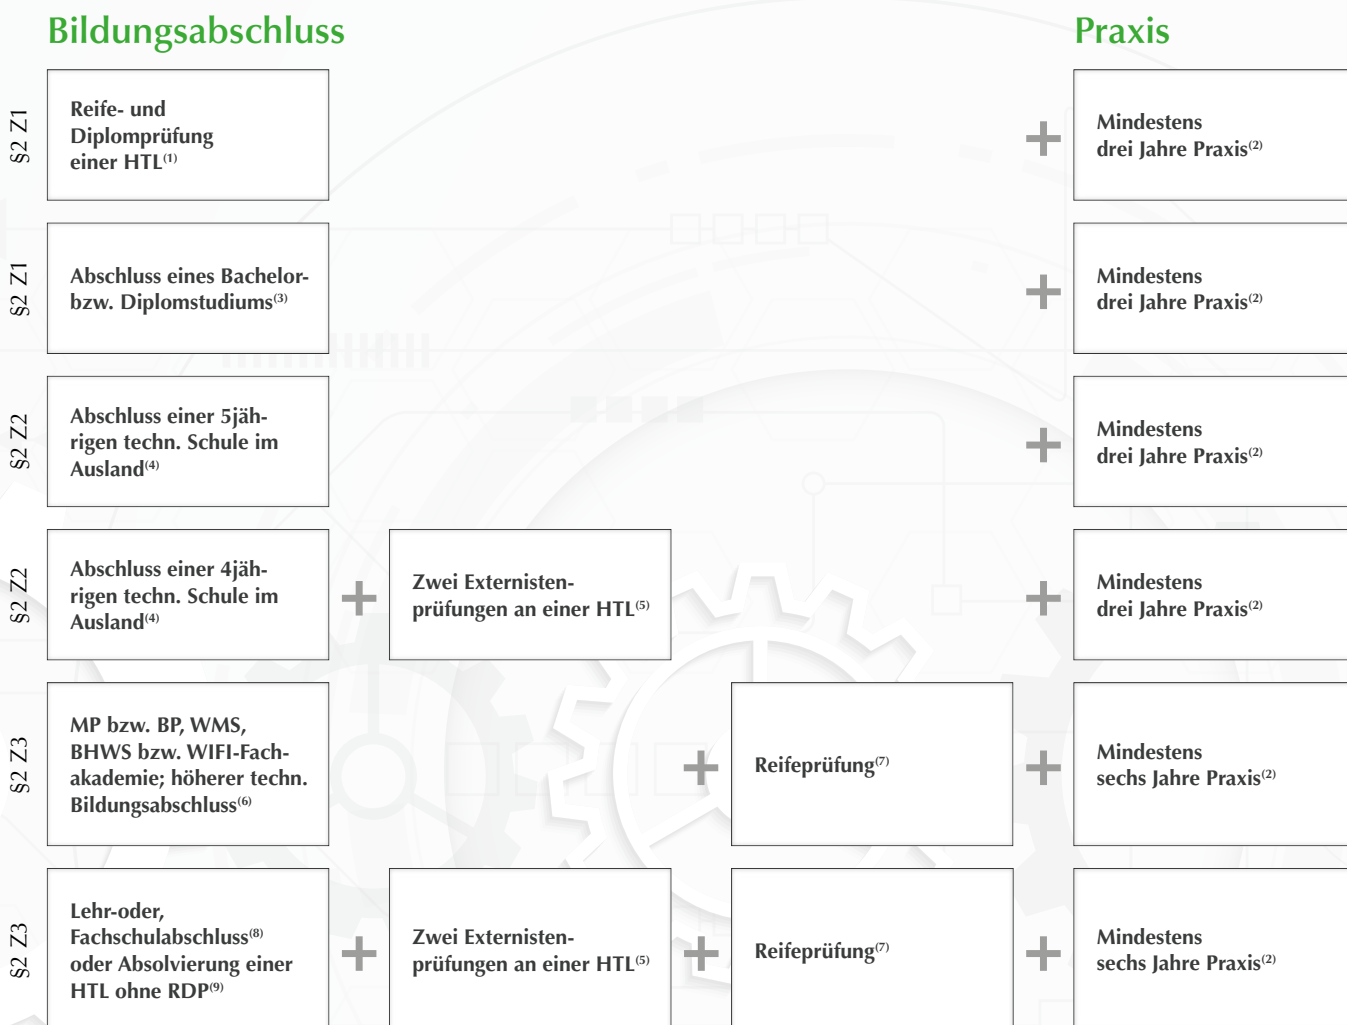 Bildungsabschluss
Praxis
§2 Z1
Reife- und
Diplomprüfung
einer HTL(1)
+
Mindestens
drei Jahre Praxis(2)
§2 Z1
Abschluss eines Bachelor-
bzw. Diplomstudiums(3)
+
Mindestens
drei Jahre Praxis(2)
§2 Z2
Abschluss einer 5jäh-
rigen techn. Schule im
Ausland(4)
+
Mindestens
drei Jahre Praxis(2)
§2 Z2
Abschluss einer 4jäh-
rigen techn. Schule im
Ausland(4)
+
Zwei Externisten-
prüfungen an einer HTL(5)
+
Mindestens
drei Jahre Praxis(2)
§2 Z3
MP bzw. BP, WMS,
BHWS bzw. WIFI-Fach-
akademie; höherer techn.
Bildungsabschluss(6)
+
Reifeprüfung(7)
+
Mindestens
sechs Jahre Praxis(2)
§2 Z3
Lehr-oder,
Fachschulabschluss(8)
oder Absolvierung einer
HTL ohne RDP(9)
+
Zwei Externisten-
prüfungen an einer HTL(5)
+
Reifeprüfung(7)
+
Mindestens
sechs Jahre Praxis(2)